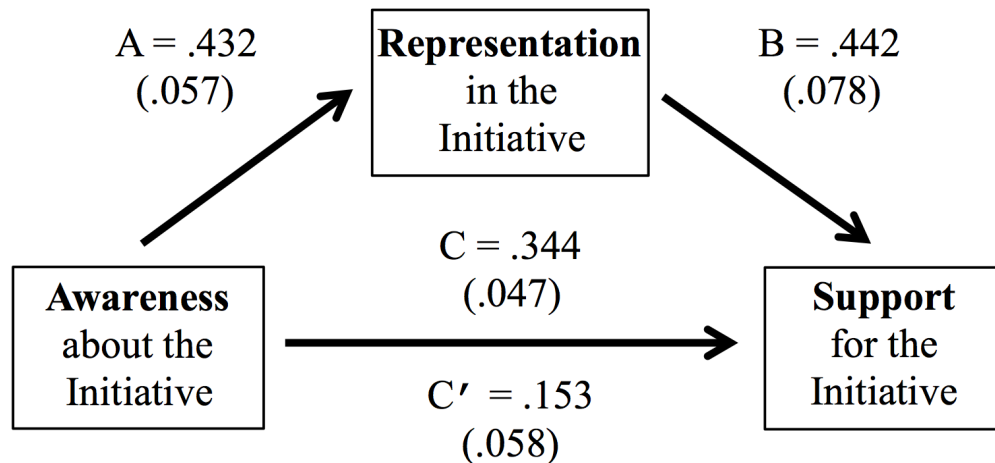 A = .432
(.057)
Representation
in the
Initiative
B = .442
(.078)
Awareness
about the
Initiative
C = .344
(.047)
C′ = .153
(.058)
Support
for the
Initiative